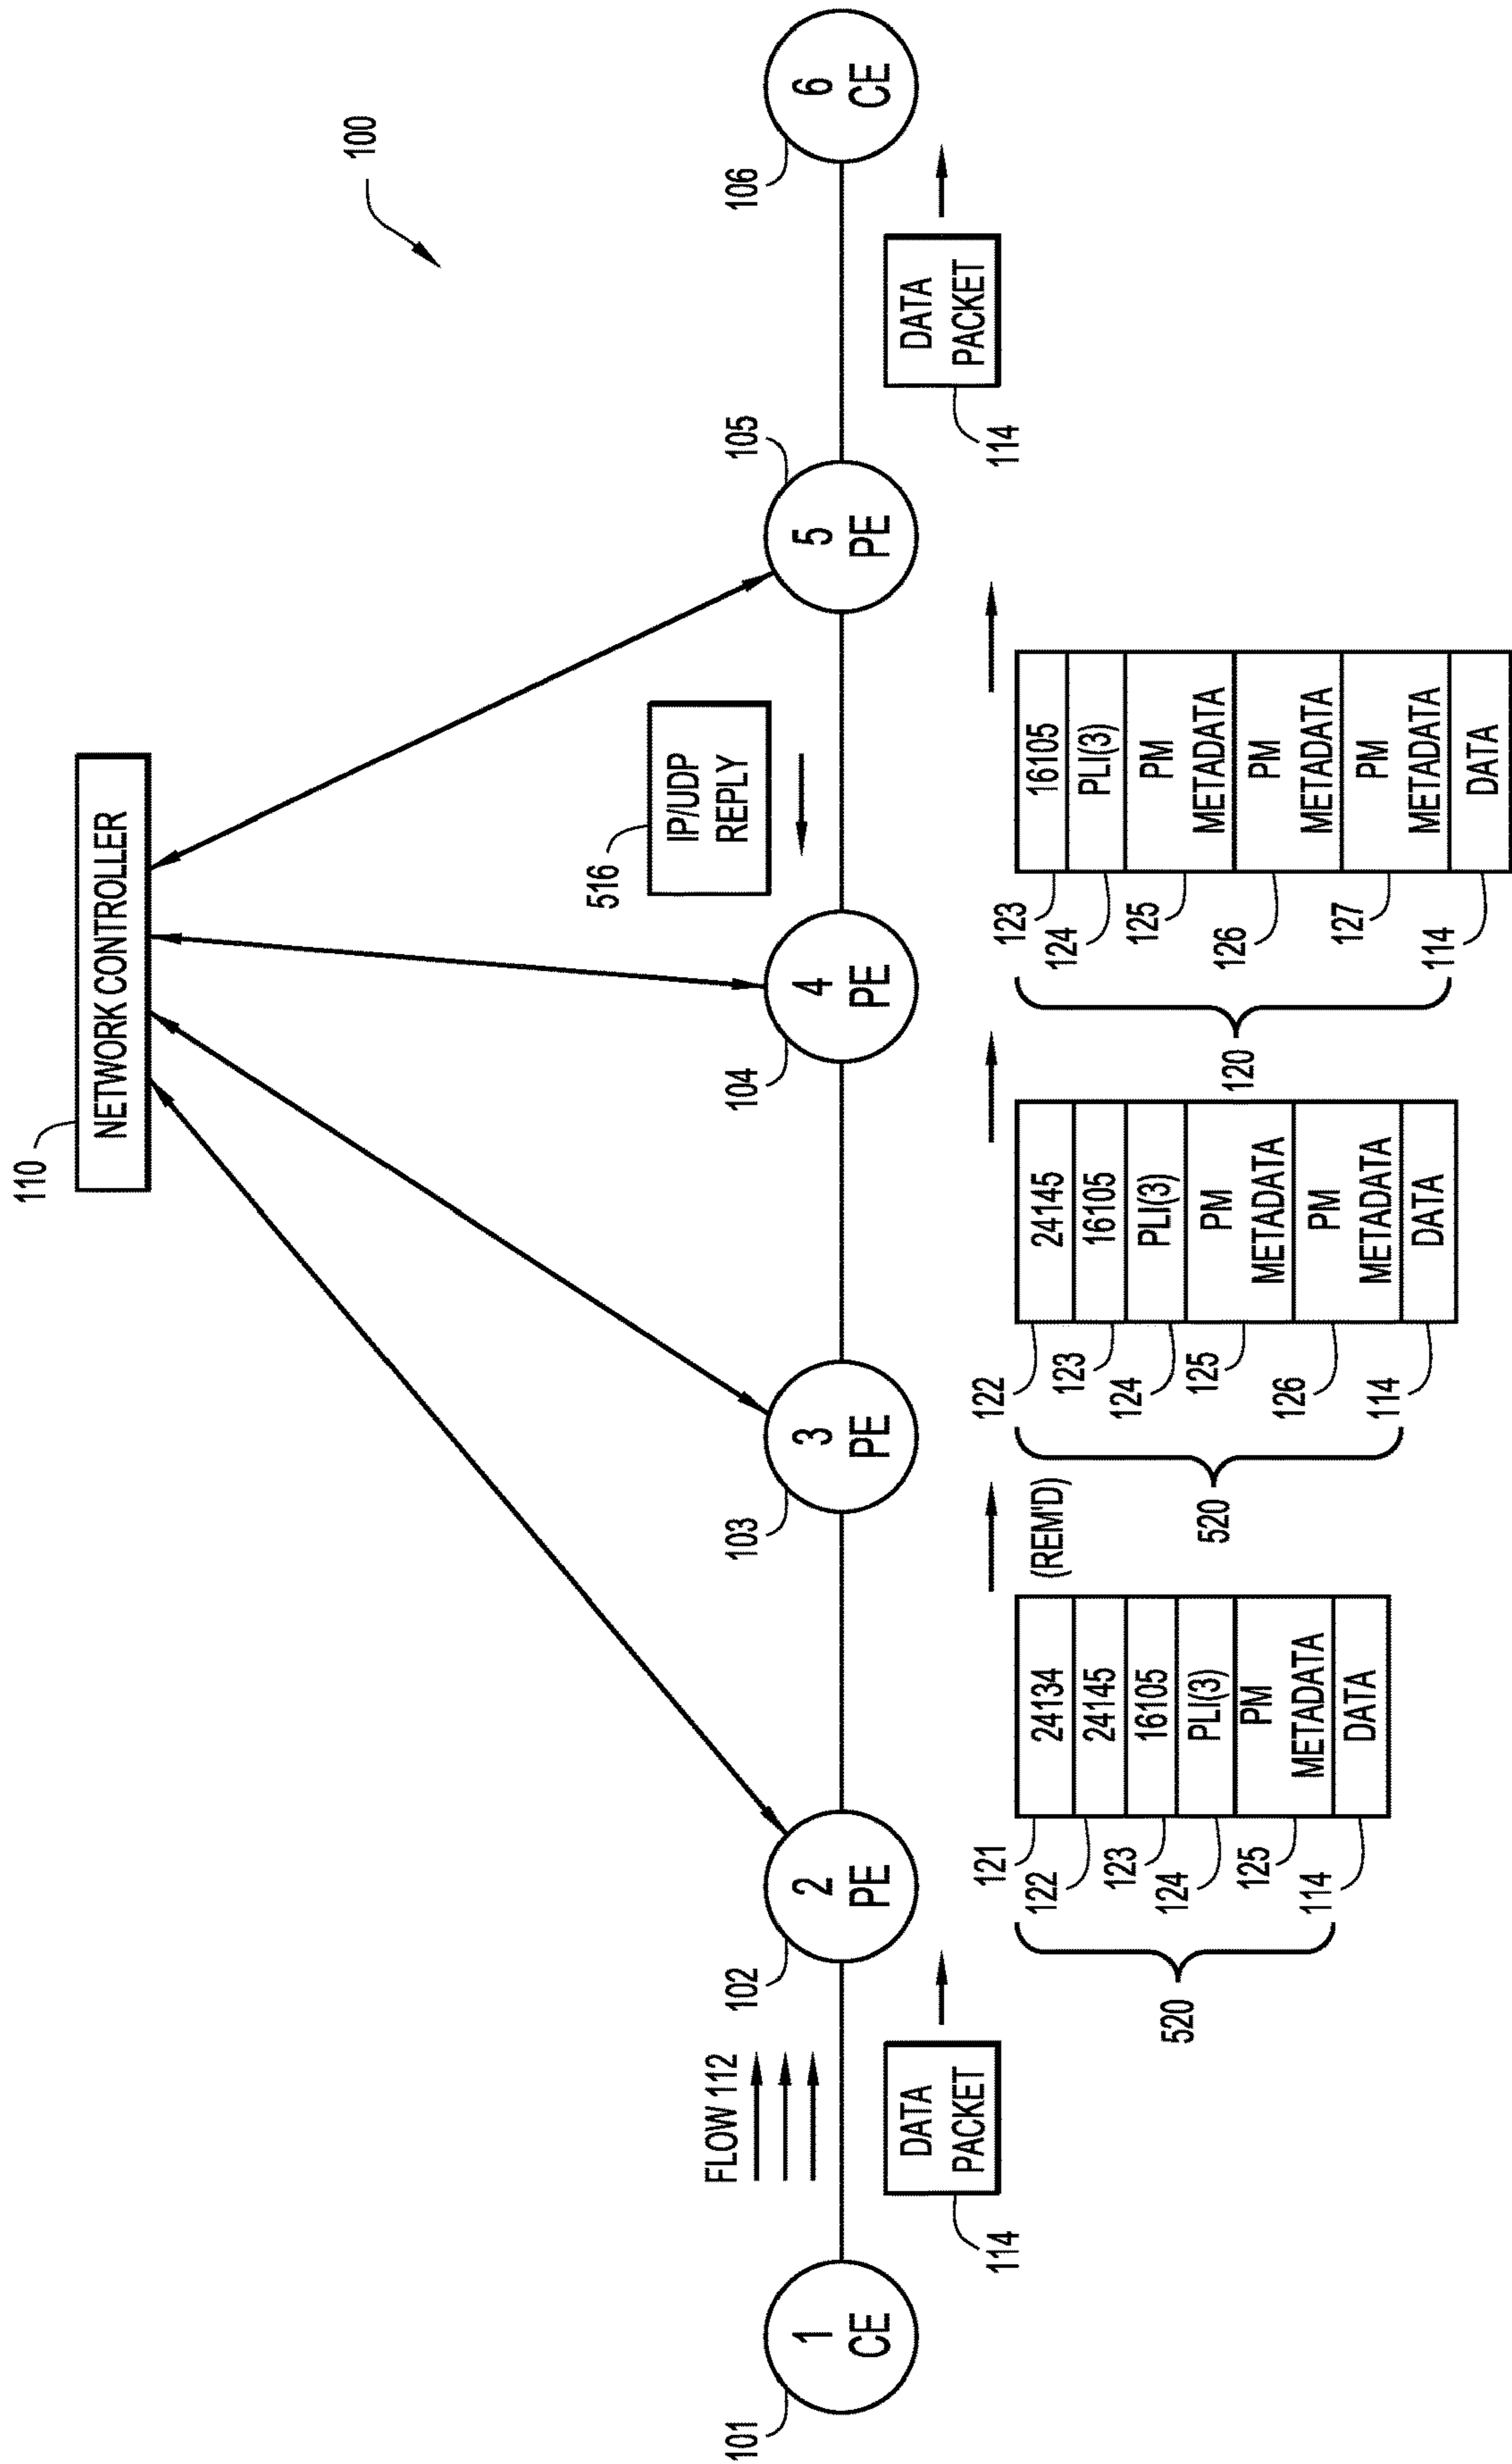 100
110
NETWORK CONTROLLER
516
IP/UDP
REPLY
FLOW 112
101
1
CE
102
2
PE
103
3
PE
104
4
PE
105
5
PE
106
6
CE
DATA
PACKET
114
DATA
PACKET
114
(REM'D)
520
121
24134
122
24145
123
16105
124
PLI(3)
125
PM
METADATA
114
DATA
520
122
24145
123
16105
124
PLI(3)
125
PM
METADATA
126
PM
METADATA
114
DATA
120
123
16105
124
PLI(3)
125
PM
METADATA
126
PM
METADATA
127
PM
METADATA
114
DATA